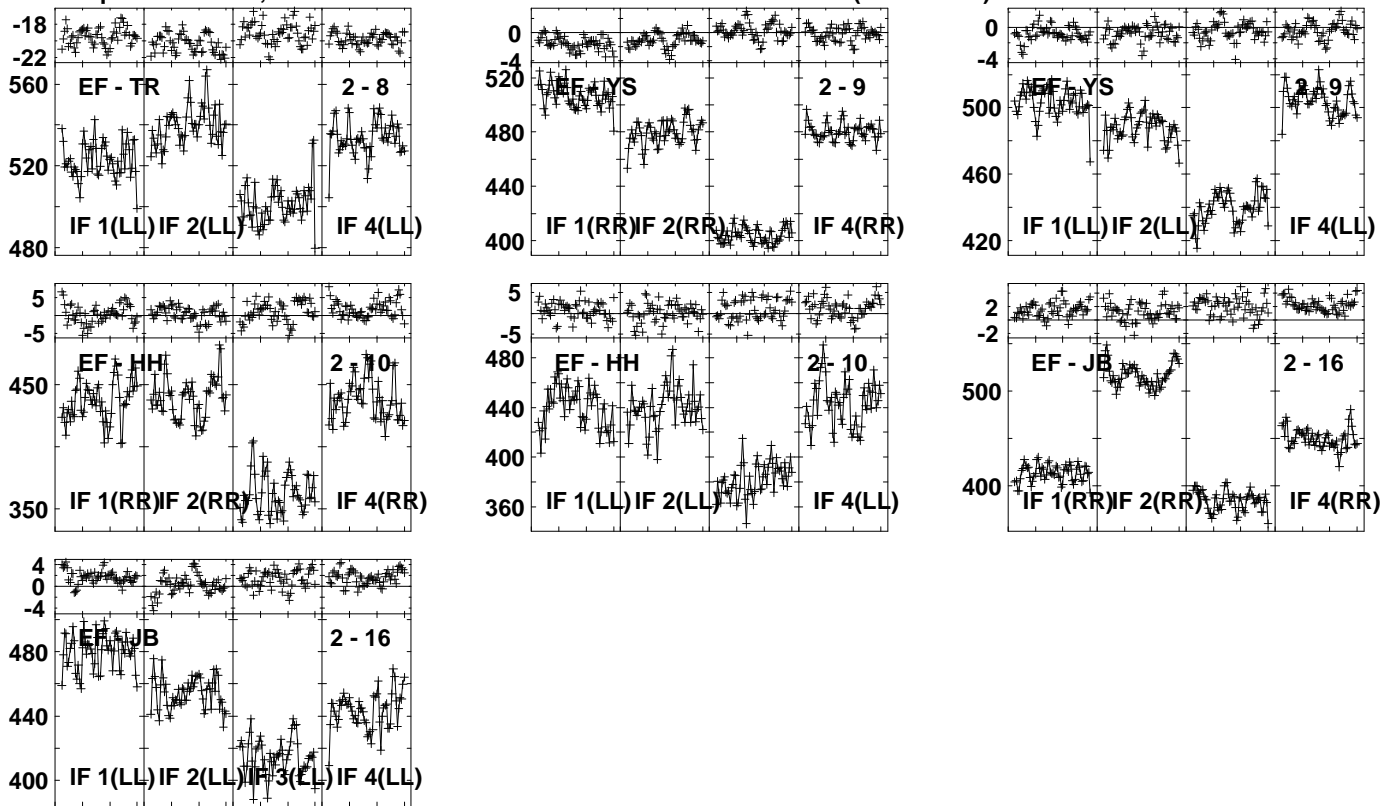 -18
-22
560
520
480
EF - TR
2 - 8
IF 1(LL) IF 2(LL) IF 4(LL)
0
-4
520
480
440
400
EF - YS
2 - 9
IF 1(RR) IF 2(RR) IF 4(RR)
0
-4
500
460
420
EF - YS
2 - 9
IF 1(LL) IF 2(LL) IF 4(LL)
5
-5
450
350
EF - HH
2 - 10
IF 1(RR) IF 2(RR) IF 4(RR)
5
-5
480
440
400
360
EF - HH
2 - 10
IF 1(LL) IF 2(LL) IF 4(LL)
2
-2
500
400
EF - JB
2 - 16
IF 1(RR) IF 2(RR) IF 4(RR)
4
0
-4
480
440
400
EF - JB
2 - 16
IF 1(LL) IF 2(LL) IF 3(LL) IF 4(LL)